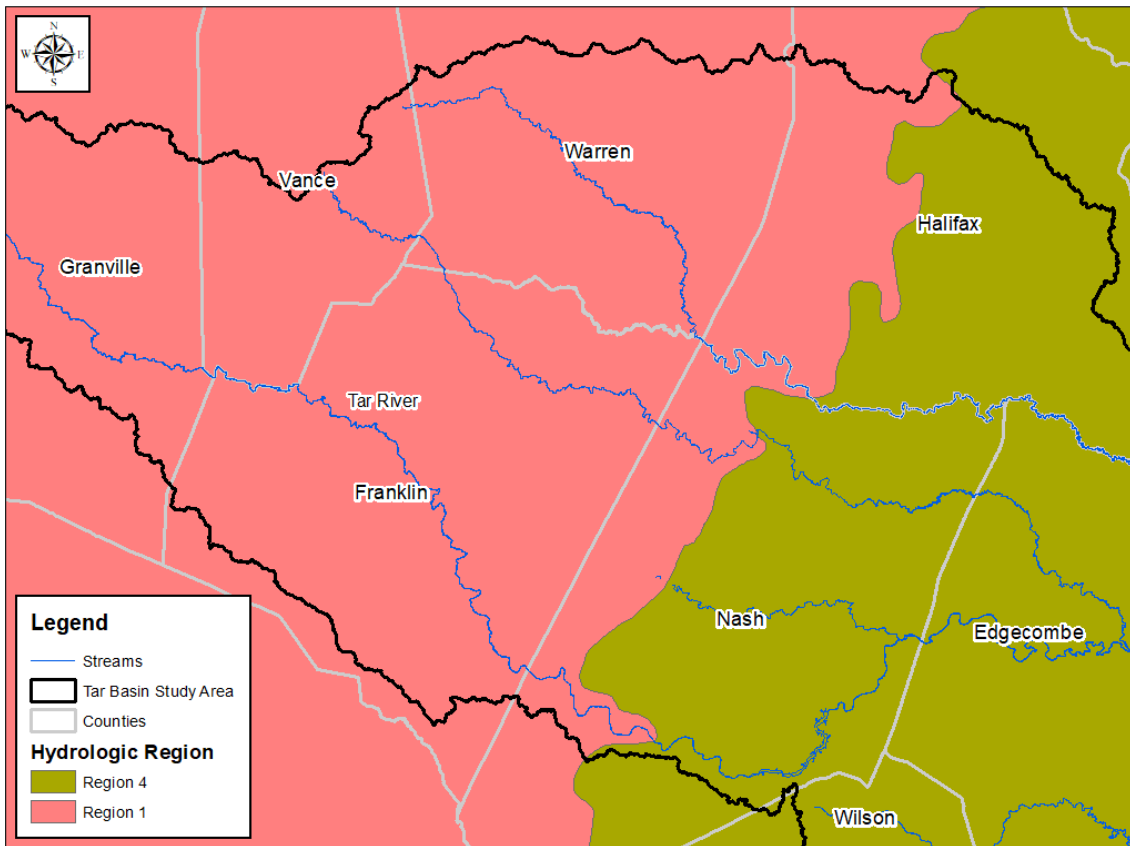 N
W E
S
Warren
Vance
Halifax
Granville
Tar River
Franklin
Nash
Edgecombe
Wilson
Legend
Streams
Tar Basin Study Area
Counties
Hydrologic Region
Region 4
Region 1